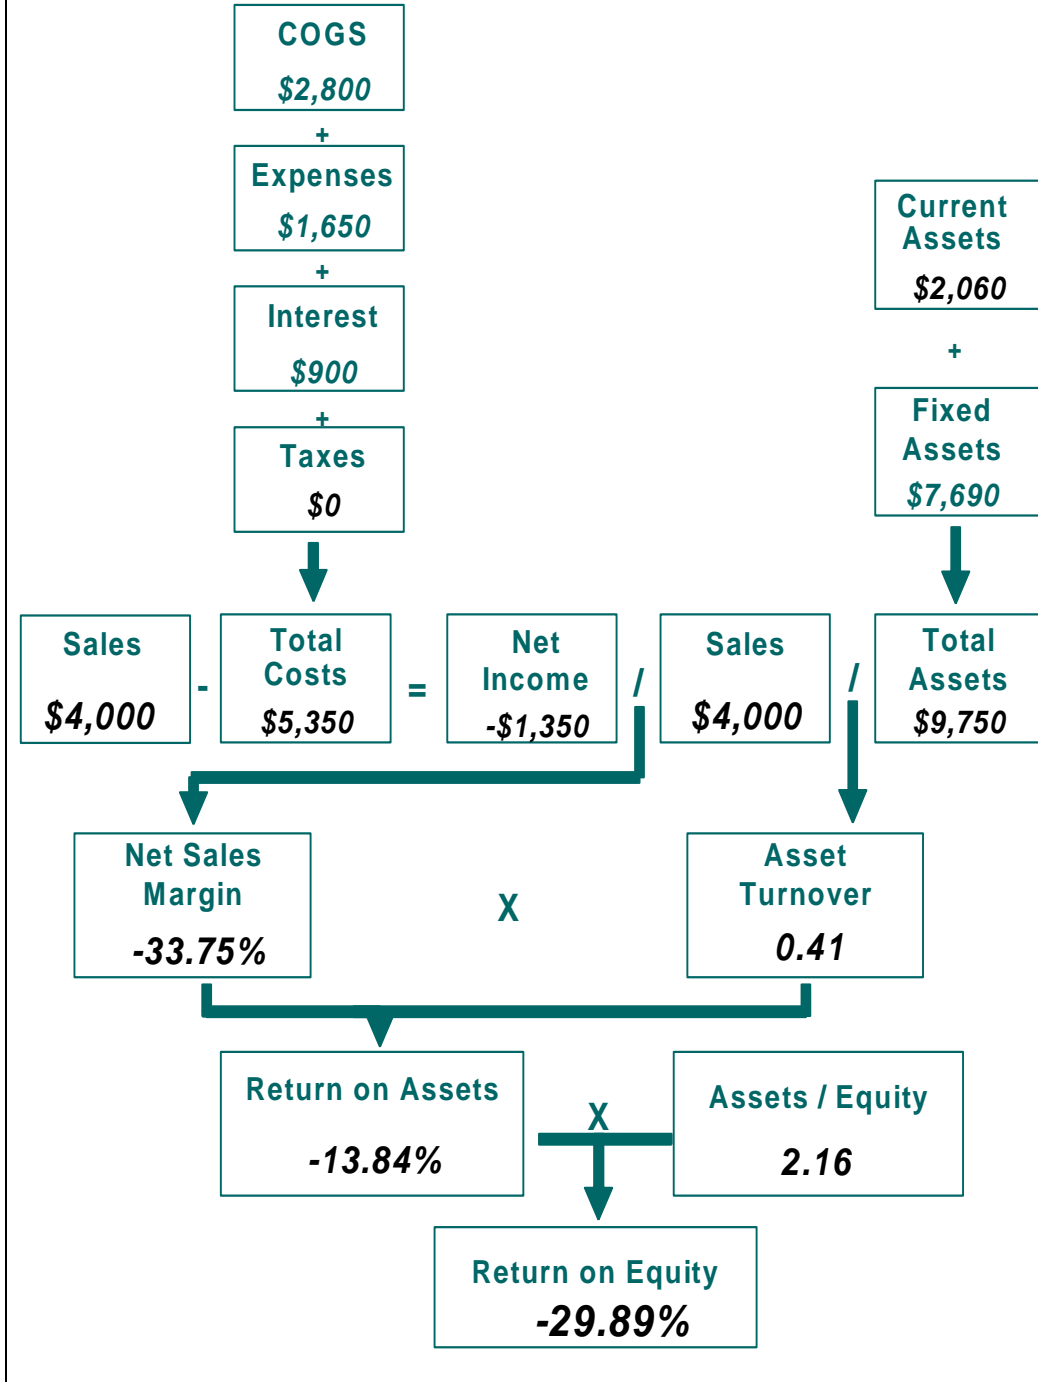 COGS
$2,800
+
Expenses
$1,650
+
Interest
$900
+
Taxes
$0
Current
Assets
$2,060
+
Fixed
Assets
$7,690
Sales
$4,000
-
Total
Costs
$5,350
=
Net
Income
-$1,350
/
Sales
$4,000
/
Total
Assets
$9,750
Net Sales
Margin
-33.75%
X
Asset
Turnover
0.41
Return on Assets
-13.84%
X
Assets / Equity
2.16
Return on Equity
-29.89%